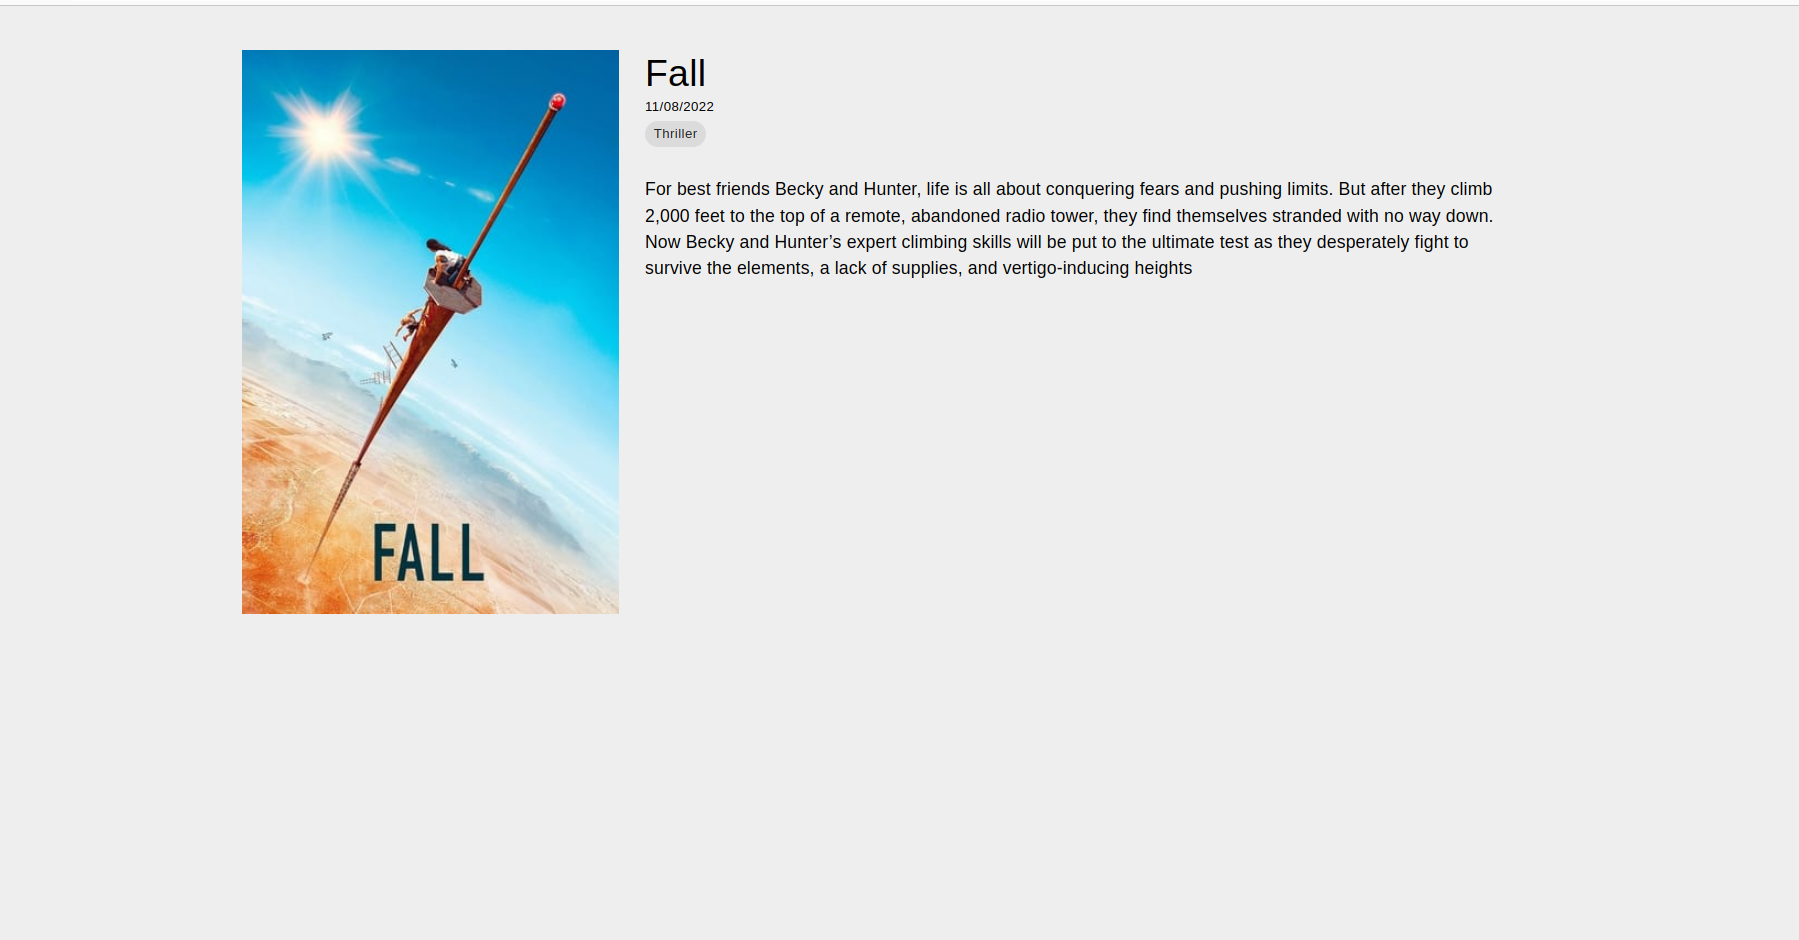 Fall
11/08/2022
Thriller
For best friends Becky and Hunter, life is all about conquering fears and pushing limits. But after they climb
2,000 feet to the top of a remote, abandoned radio tower, they find themselves stranded with no way down.
Now Becky and Hunter’s expert climbing skills will be put to the ultimate test as they desperately fight to
survive the elements, a lack of supplies, and vertigo-inducing heights
FALL